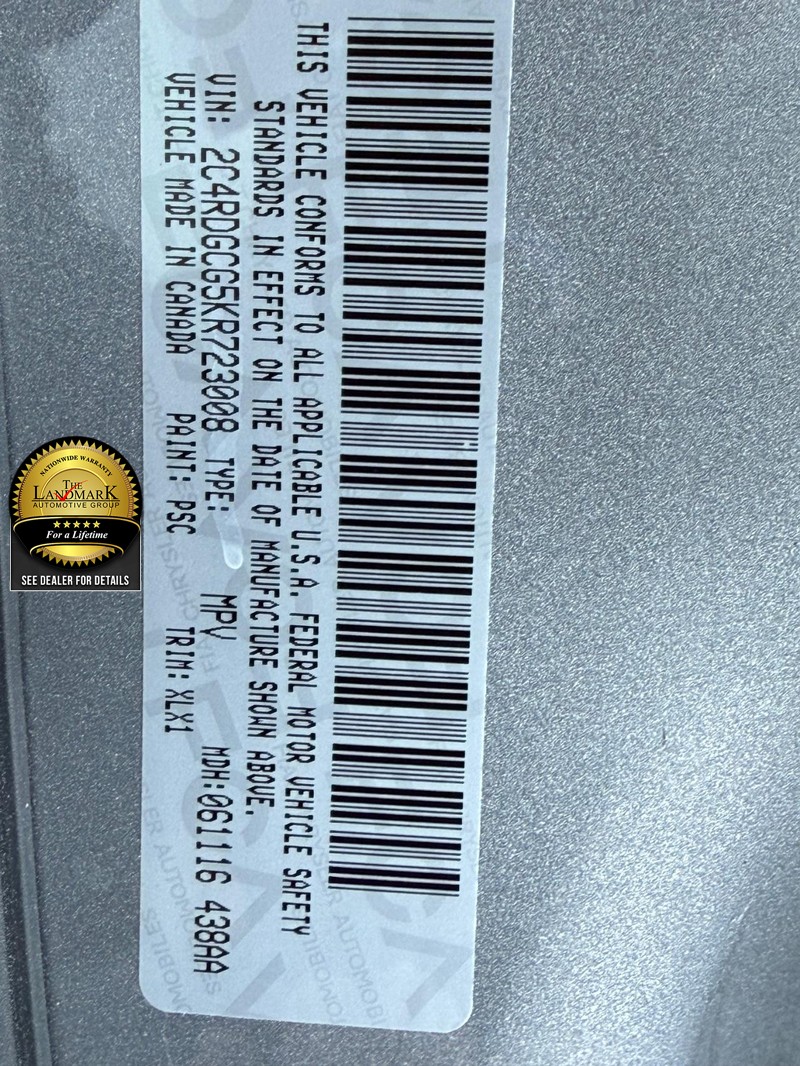 THIS VEHICLE CONFORMS TO ALL APPLICABLE U.S.A. FEDERAL MOTOR VEHICLE SAFETY
STANDARDS IN EFFECT ON THE DATE OF MANUFACTURE SHOWN ABOVE.
VIN: 2C4RDGCG5KR723008 TYPE: MPV MDH:061116 438AA
VEHICLE MADE IN CANADA PAINT: PSC TRIM: XLX1
NATIONWIDE WARRANTY
THE
LANDMARK
AUTOMOTIVE GROUP
For a Lifetime
SEE DEALER FOR DETAILS